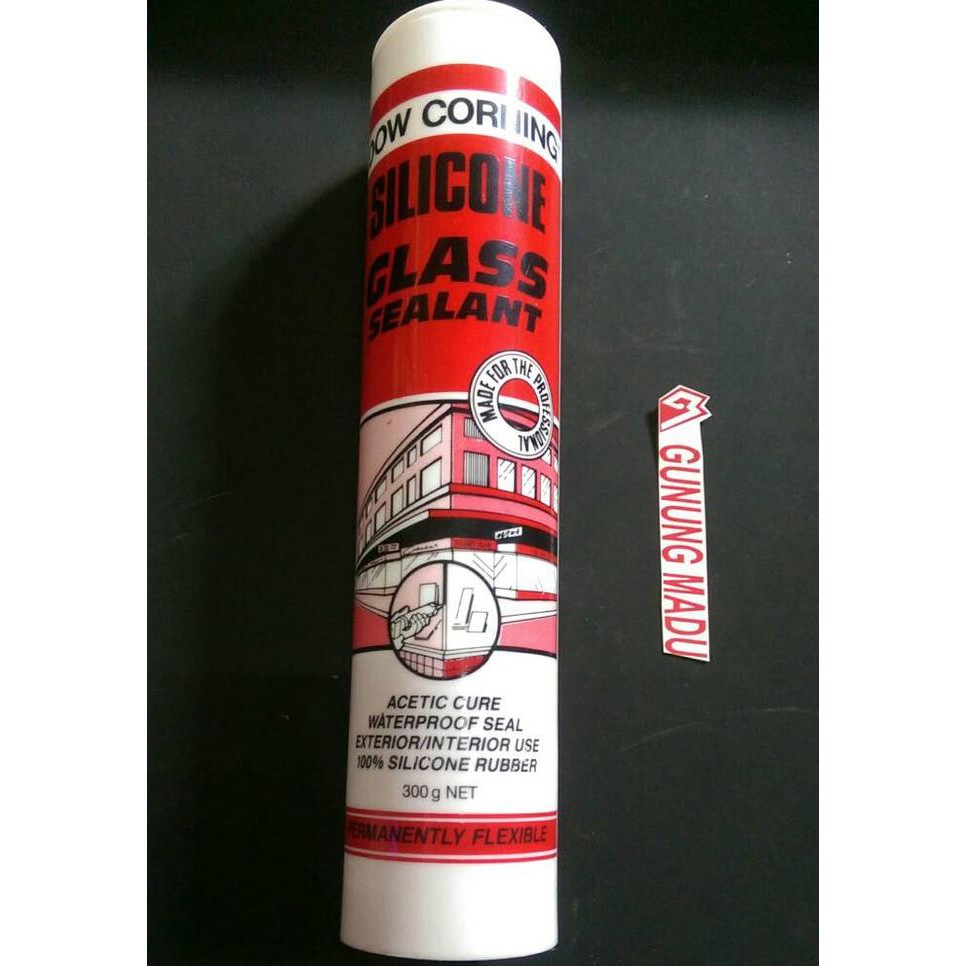 DOW CORNING
SILICONE
GLASS
SEALANT
MADE FOR THE PROFESSIONAL
ACETIC CURE
WATERPROOF SEAL
EXTERIOR/INTERIOR USE
100% SILICONE RUBBER
300 g NET
PERMANENTLY FLEXIBLE
GM GUNUNG MADU